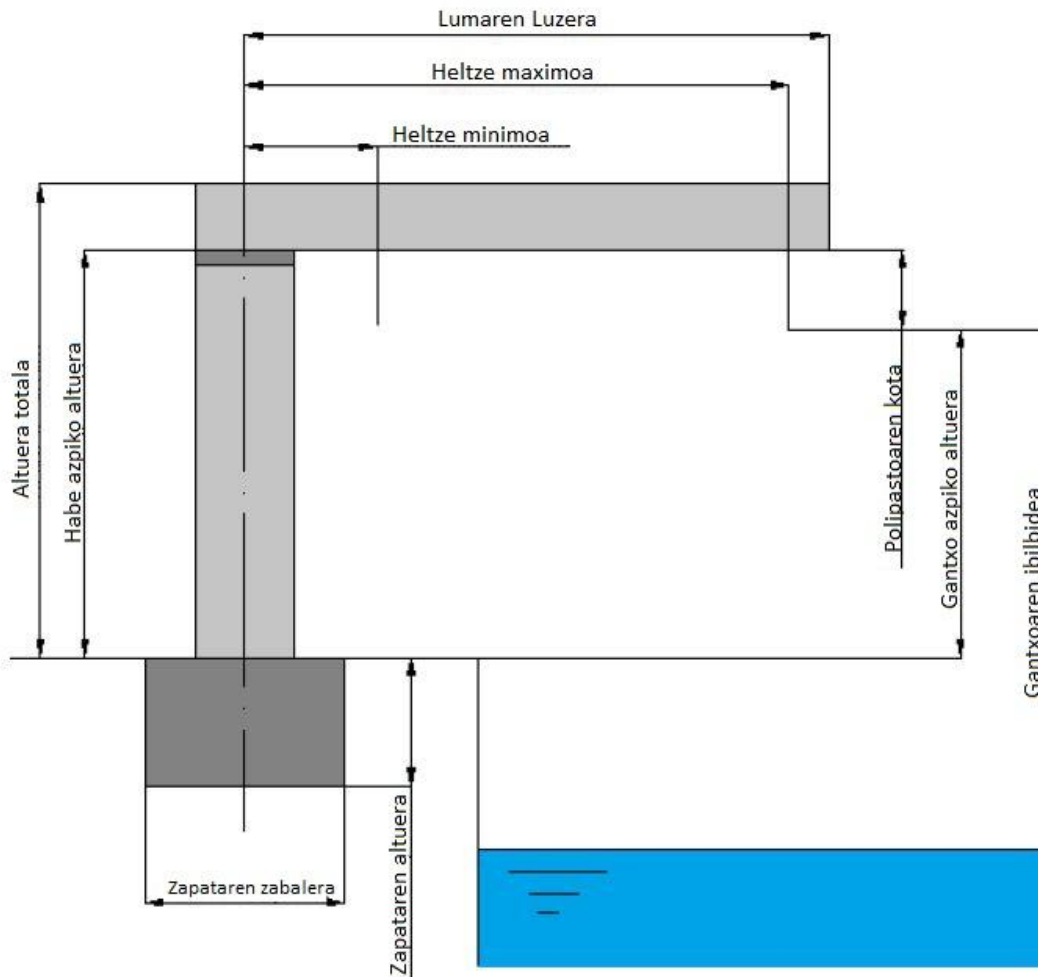 Lumaren Luzera
Heltze maximoa
Heltze minimoa
Altuera totala
Habe azpiko altuera
Polipastoaren kota
Gantxo azpiko altuera
Gantxoaren ibilbidea
Zapataren altuera
Zapataren zabalera